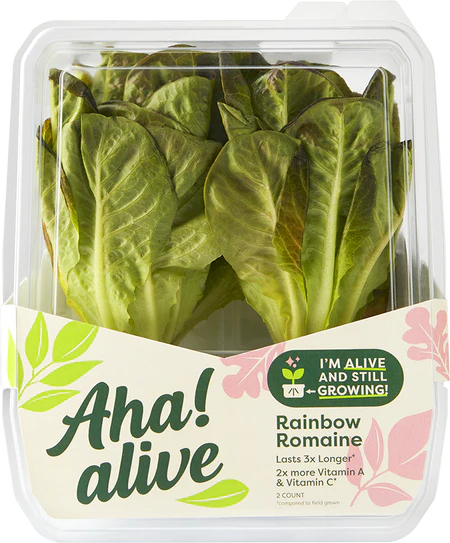 Aha!
alive
I'M ALIVE
AND STILL
GROWING!
Rainbow
Romaine
Lasts 3x Longer*
2x more Vitamin A
& Vitamin C*
2 COUNT
*compared to field grown